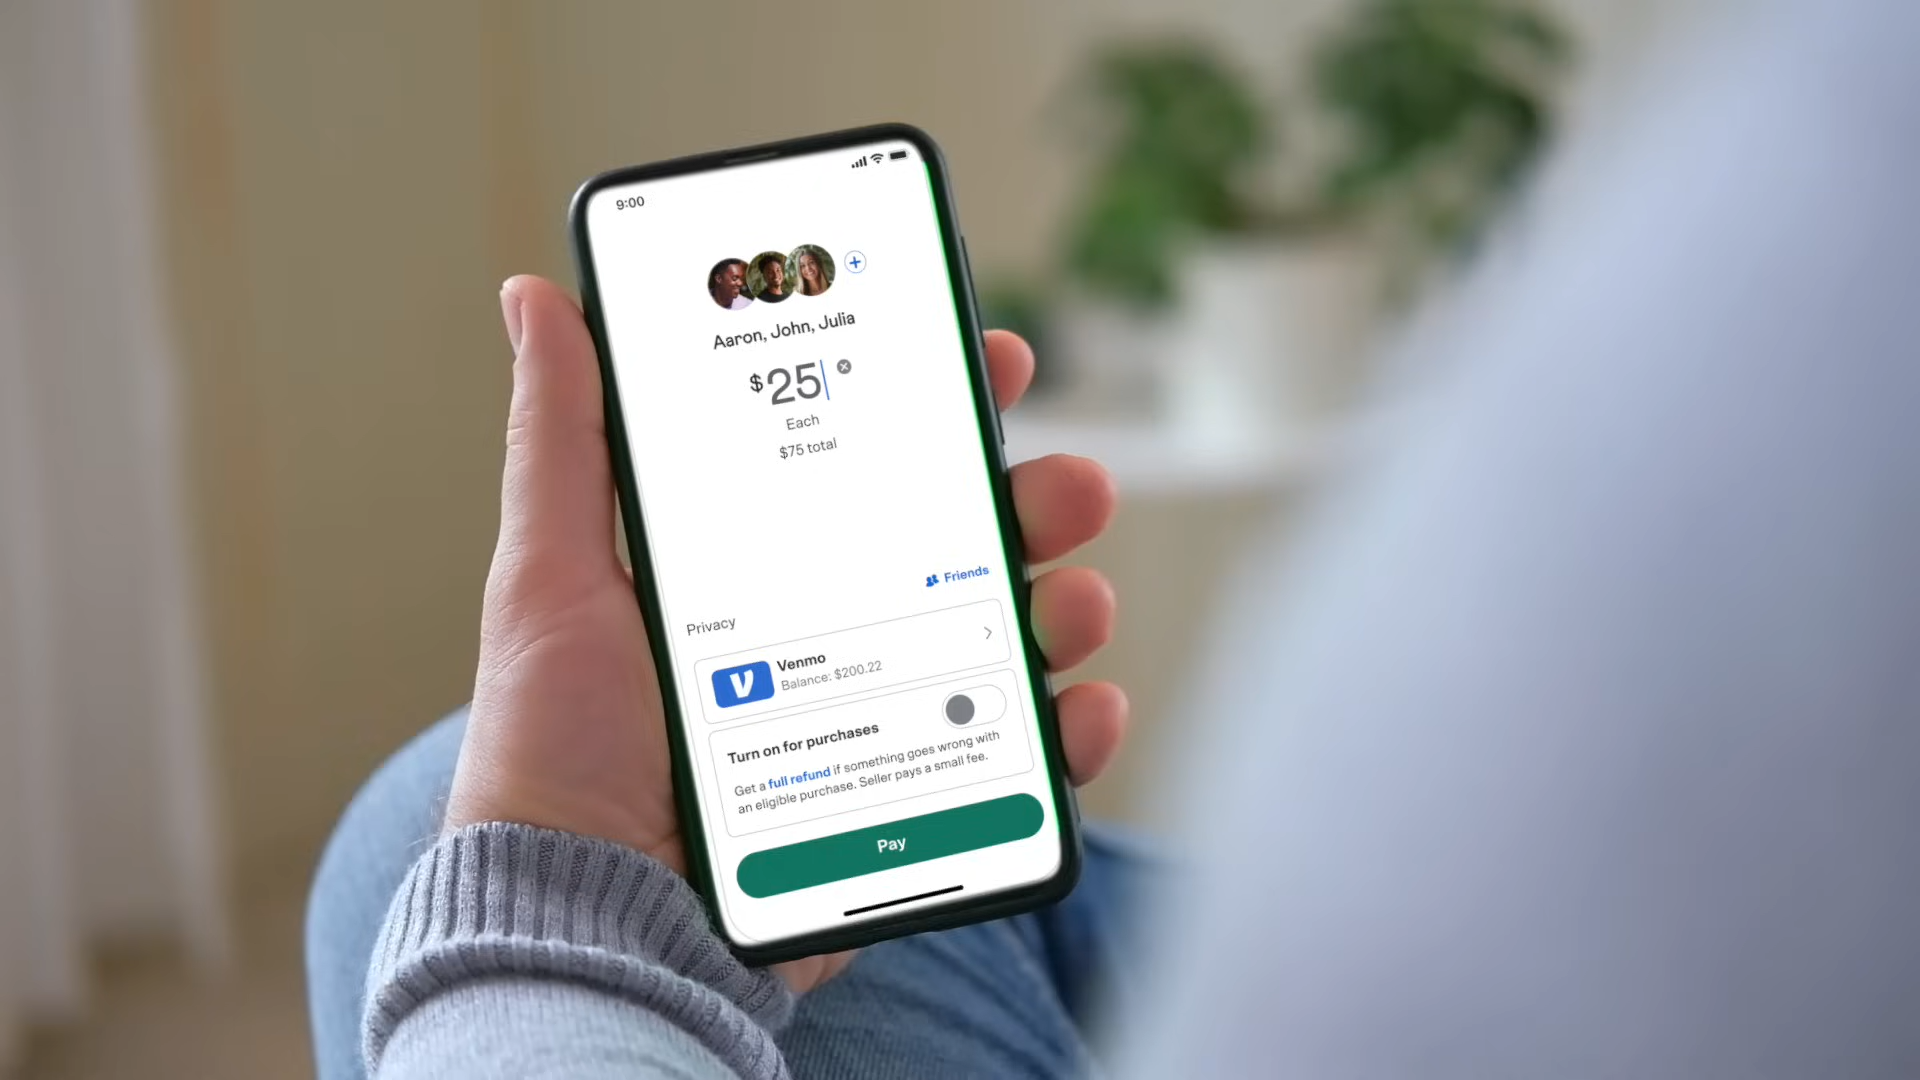 9:00
Aaron, John, Julia
$25
Each
$75 total
Friends
Privacy
Venmo
Balance: $200.22
Turn on for purchases
Get a full refund if something goes wrong with
an eligible purchase. Seller pays a small fee.
Pay